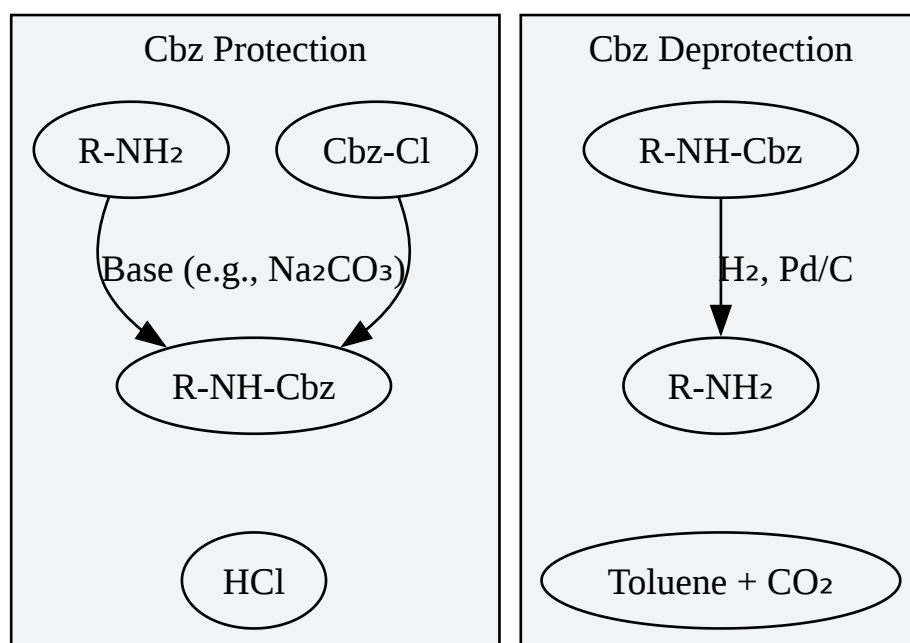 Cbz Protection
R-NH₂
Cbz-Cl
Base (e.g., Na₂CO₃)
R-NH-Cbz
HCl
Cbz Deprotection
R-NH-Cbz
H₂, Pd/C
R-NH₂
Toluene + CO₂